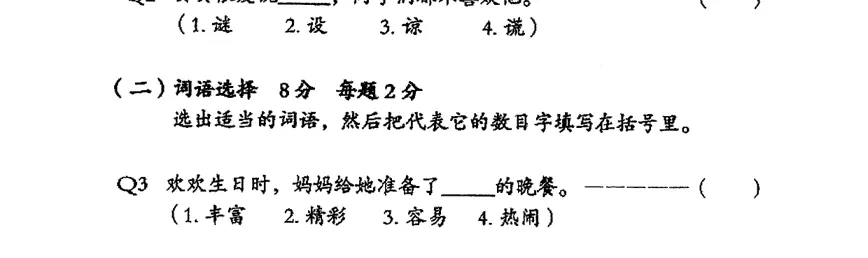 （1. 谜　2. 设　3. 谅　4. 谎）
（二）词语选择　8分　每题2分
选出适当的词语，然后把代表它的数目字填写在括号里。
Q3　欢欢生日时，妈妈给她准备了_____的晚餐。——————（　　）
（1. 丰富　2. 精彩　3. 容易　4. 热闹）